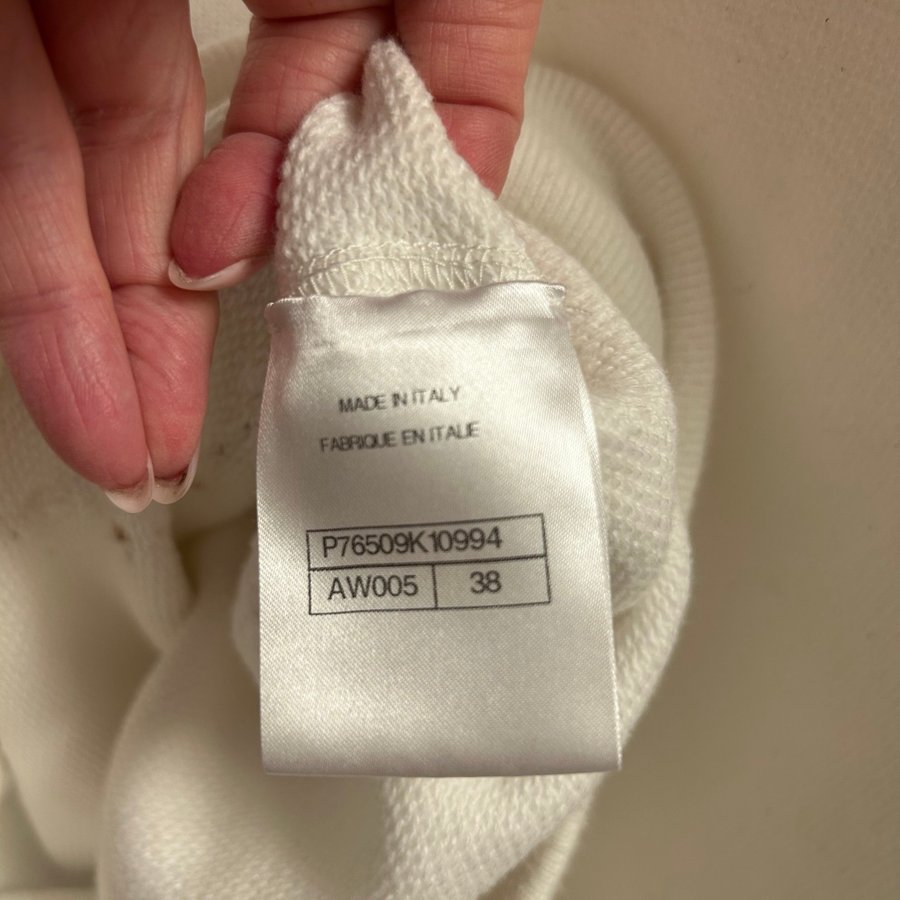 MADE IN ITALY
FABRIQUE EN ITALIE
P76509K10994
AW005 38